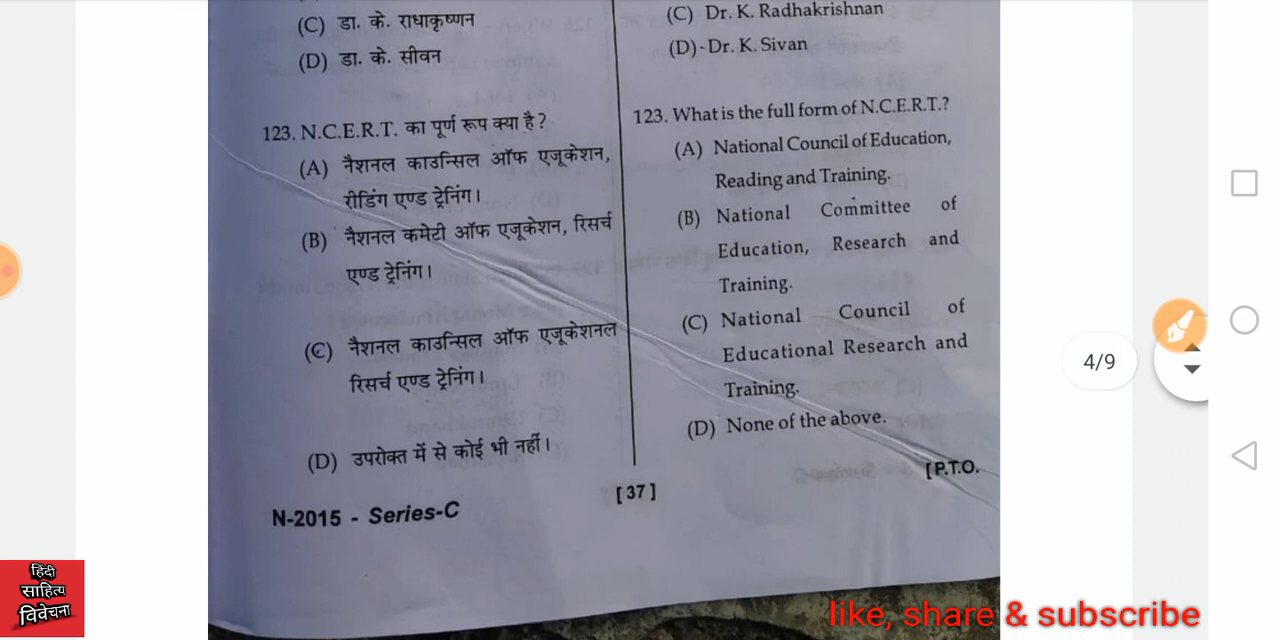 (C) डा. के. राधाकृष्णन
(D) डा. के. सीवन
123. N.C.E.R.T. का पूर्ण रूप क्या है?
(A) नैशनल काउन्सिल ऑफ एजूकेशन,
रीडिंग एण्ड ट्रेनिंग।
(B) नैशनल कमेटी ऑफ एजूकेशन, रिसर्च
एण्ड ट्रेनिंग।
(C) नैशनल काउन्सिल ऑफ एजूकेशनल
रिसर्च एण्ड ट्रेनिंग।
(D) उपरोक्त में से कोई भी नहीं।
N-2015 - Series-C
[ 37 ]
(C) Dr. K. Radhakrishnan
(D) - Dr. K. Sivan
123. What is the full form of N.C.E.R.T.?
(A) National Council of Education,
Reading and Training.
(B) National Committee of
Education, Research and
Training.
(C) National Council of
Educational Research and
Training.
(D) None of the above.
[P.T.O.
4/9
हिंदी
साहित्य
विवेचना
like, share & subscribe